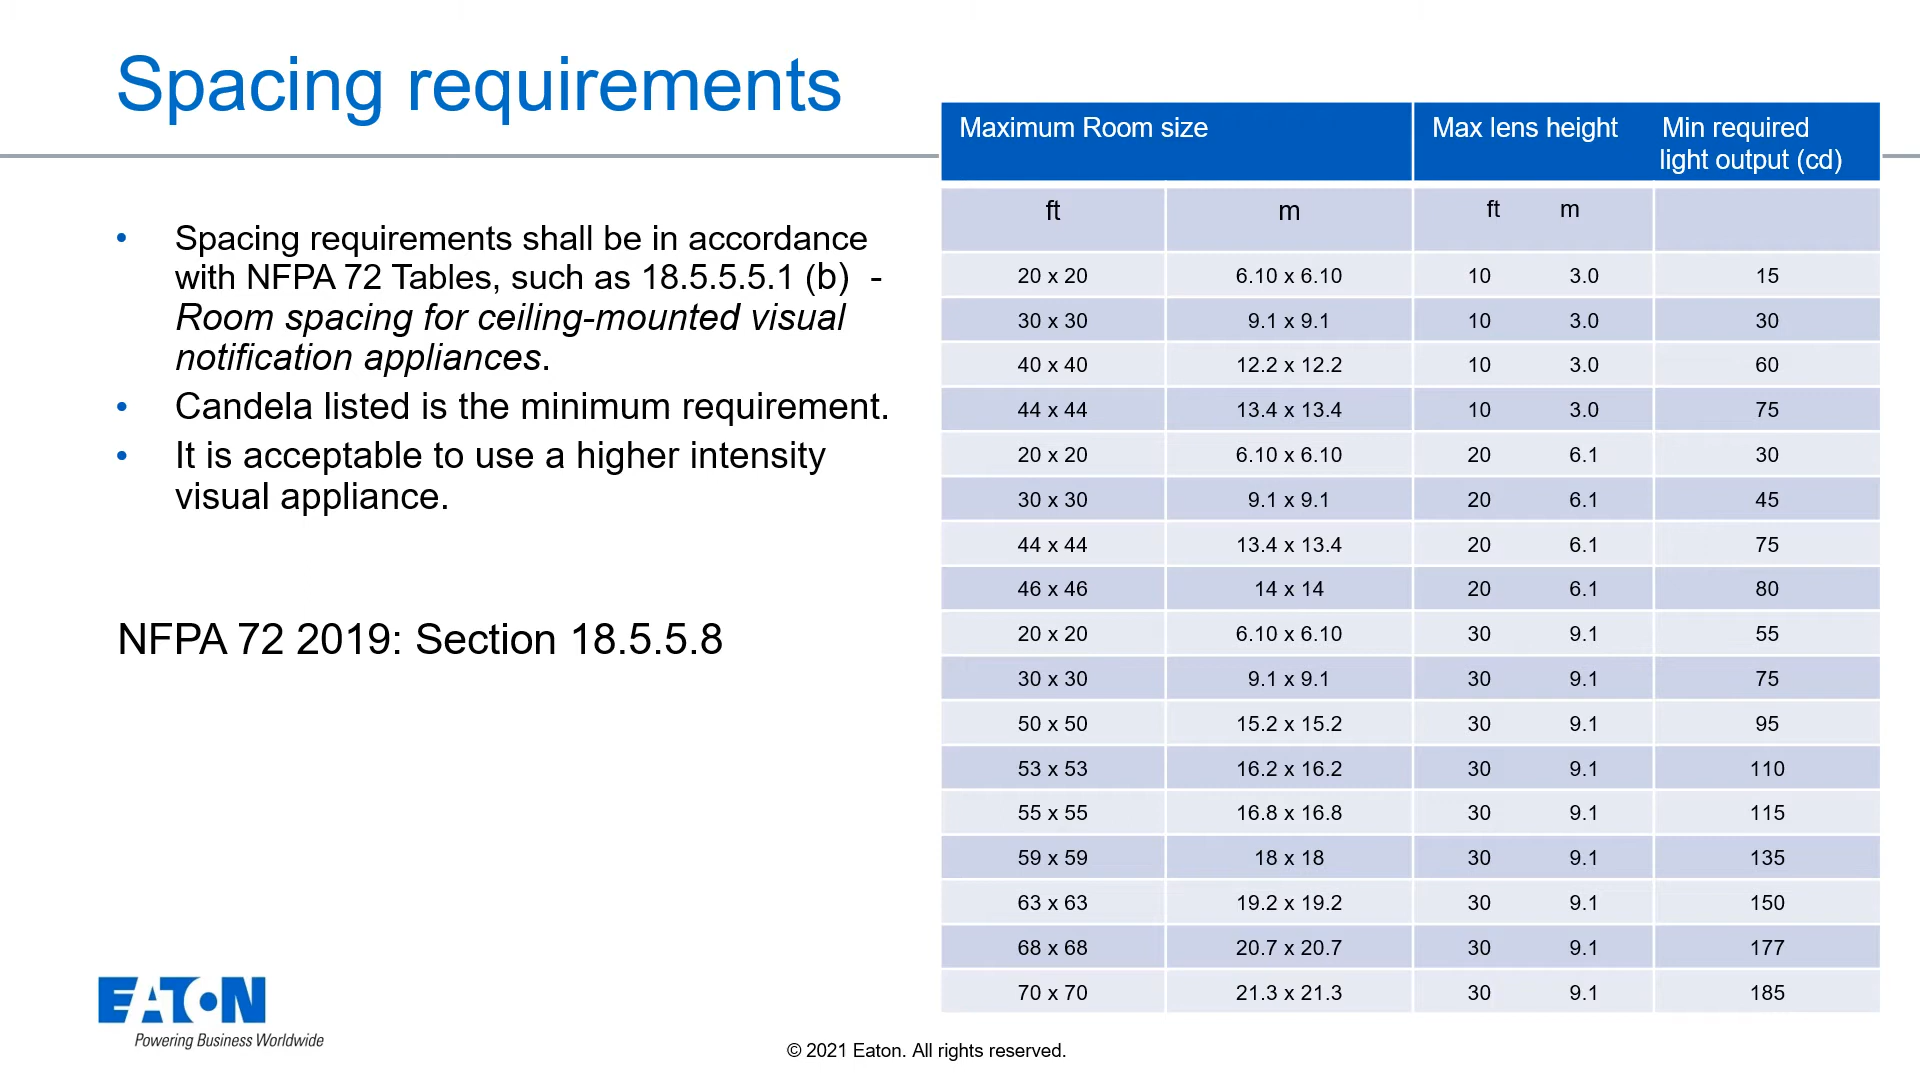 Spacing requirements
• Spacing requirements shall be in accordance
with NFPA 72 Tables, such as 18.5.5.5.1 (b) -
Room spacing for ceiling-mounted visual
notification appliances.
• Candela listed is the minimum requirement.
• It is acceptable to use a higher intensity
visual appliance.
NFPA 72 2019: Section 18.5.5.8
Maximum Room size Max lens height Min required
light output (cd)
ft m ft m
20 x 20 6.10 x 6.10 10 3.0 15
30 x 30 9.1 x 9.1 10 3.0 30
40 x 40 12.2 x 12.2 10 3.0 60
44 x 44 13.4 x 13.4 10 3.0 75
20 x 20 6.10 x 6.10 20 6.1 30
30 x 30 9.1 x 9.1 20 6.1 45
44 x 44 13.4 x 13.4 20 6.1 75
46 x 46 14 x 14 20 6.1 80
20 x 20 6.10 x 6.10 30 9.1 55
30 x 30 9.1 x 9.1 30 9.1 75
50 x 50 15.2 x 15.2 30 9.1 95
53 x 53 16.2 x 16.2 30 9.1 110
55 x 55 16.8 x 16.8 30 9.1 115
59 x 59 18 x 18 30 9.1 135
63 x 63 19.2 x 19.2 30 9.1 150
68 x 68 20.7 x 20.7 30 9.1 177
70 x 70 21.3 x 21.3 30 9.1 185
EATON
Powering Business Worldwide
© 2021 Eaton. All rights reserved.